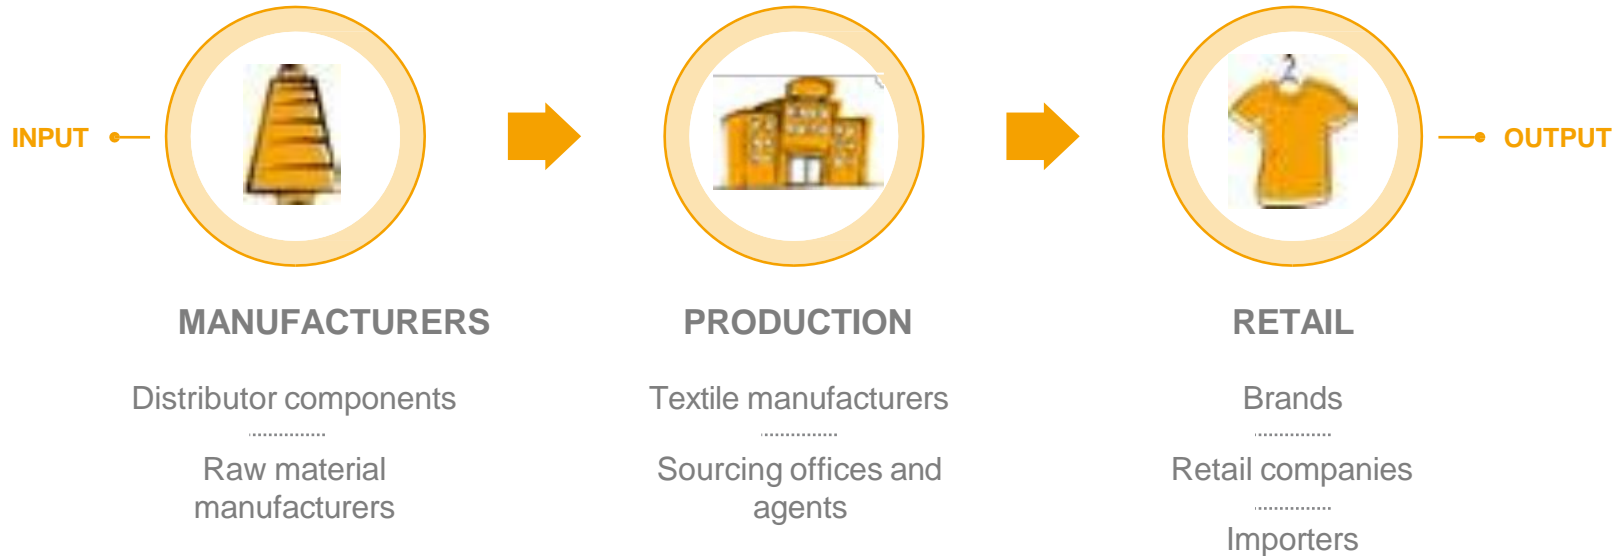 INPUT
OUTPUT
MANUFACTURERS
Distributor components
Raw material
manufacturers
PRODUCTION
Textile manufacturers
Sourcing offices and
agents
RETAIL
Brands
Retail companies
Importers